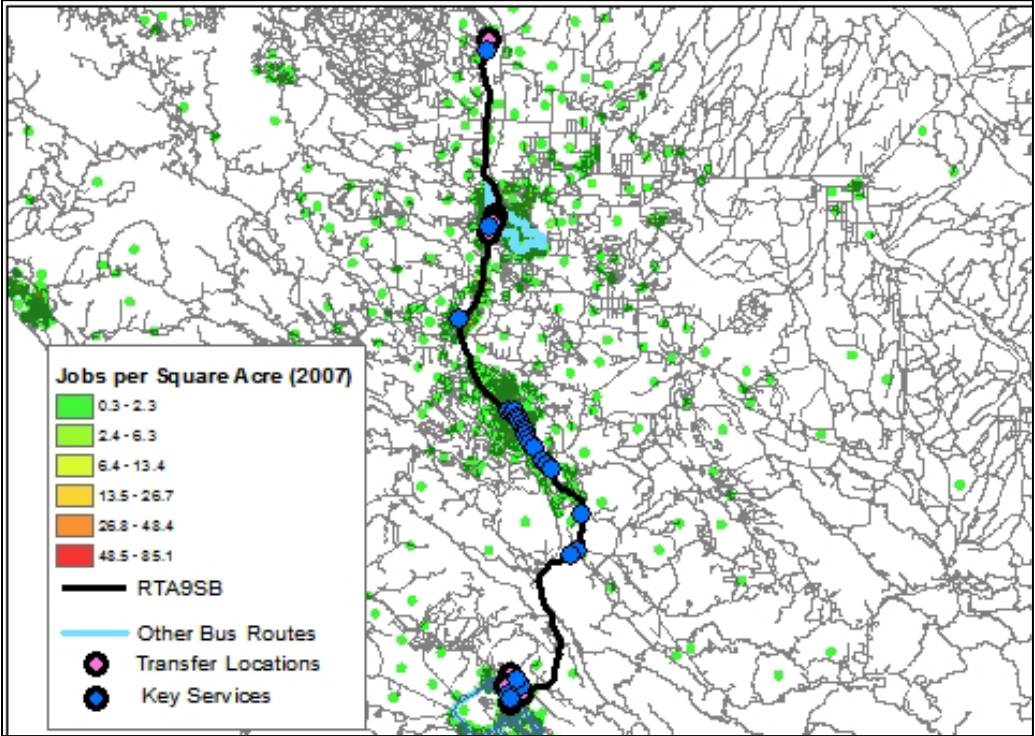 Jobs per Square Acre (2007)
0.3 - 2.3
2.4 - 6.3
6.4 - 13.4
13.5 - 26.7
26.8 - 48.4
48.5 - 85.1
RTA9SB
Other Bus Routes
Transfer Locations
Key Services